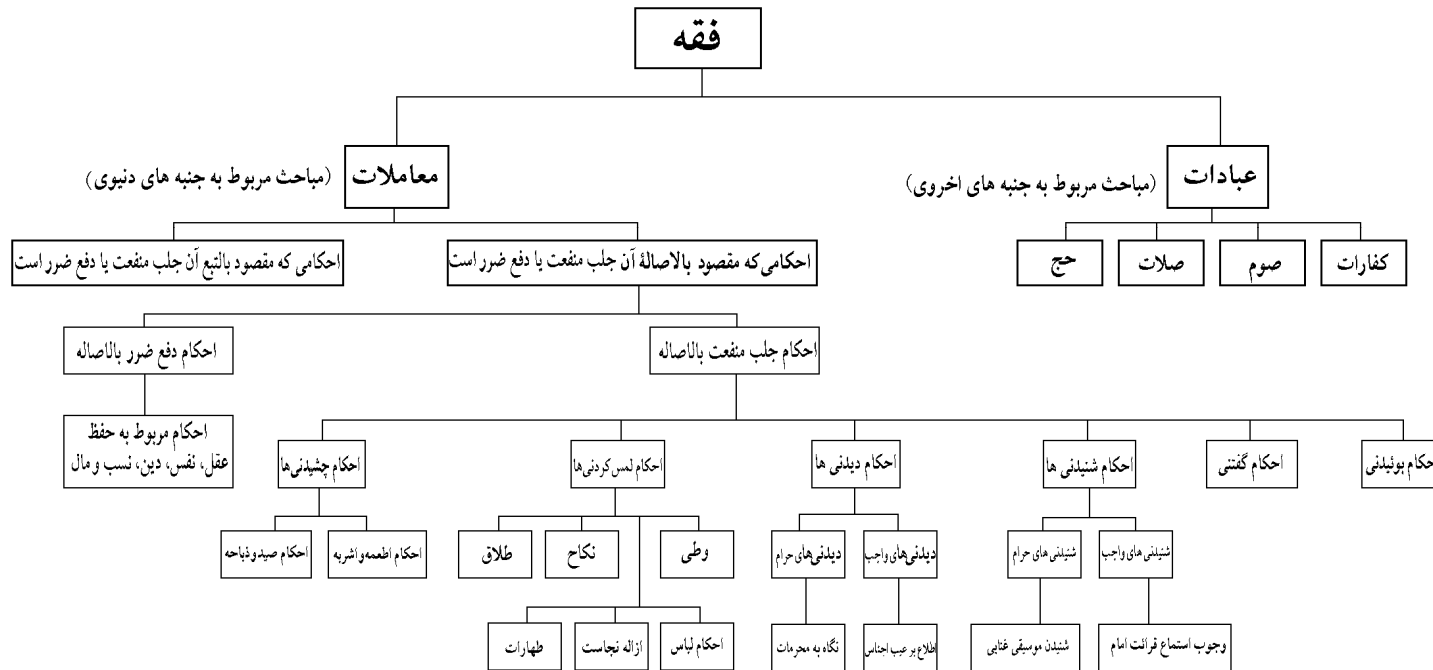 فقه
عبادات
(مباحث مربوط به جنبه های اخروی)
معاملات
(مباحث مربوط به جنبه های دنیوی)
کفارات
صوم
صلات
حج
احکامی که مقصود بالاصالهٔ آن جلب منفعت یا دفع ضرر است
احکامی که مقصود بالتبع آن جلب منفعت یا دفع ضرر است
احکام جلب منفعت بالاصاله
احکام دفع ضرر بالاصاله
احکام مربوط به حفظ
عقل، نفس، دین، نسب و مال
حکام بوئیدنی
احکام گفتنی
احکام شنیدنی ها
احکام دیدنی ها
احکام لمس کردنی‌ها
احکام چشیدنی‌ها
شنیدنی های واجب
شنیدنی های حرام
دیدنی‌های واجب
دیدنی‌های حرام
وطی
نکاح
طلاق
احکام اطعمه و اشربه
احکام صید و ذباحه
وجوب استماع قرائت امام
شنیدن موسیقی غنایی
اطلاع بر عیب اجناس
نگاه به محرمات
احکام لباس
ازاله نجاست
طهارات